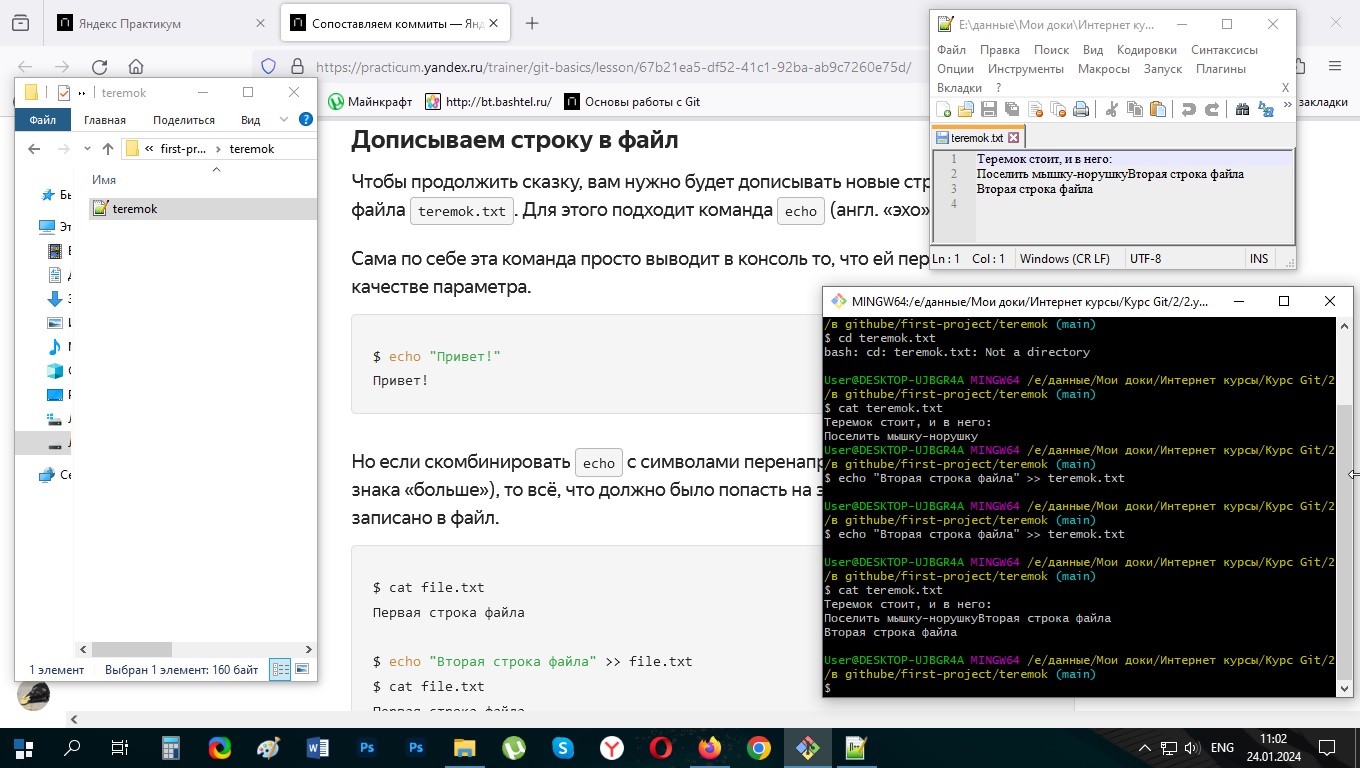 Яндекс Практикум
Сопоставляем коммиты — Янд
https://practicum.yandex.ru/trainer/git-basics/lesson/67b21ea5-df52-41c1-92ba-ab9c7260e75d/
Майнкрафт
http://bt.bashtel.ru/
Основы работы с Git
закладки
teremok
Файл Главная Поделиться Вид
« first-pr... › teremok
Имя
teremok
Бы
Эт
Се
1 элемент Выбран 1 элемент: 160 байт
Дописываем строку в файл
Чтобы продолжить сказку, вам нужно будет дописывать новые стр
файла teremok.txt. Для этого подходит команда echo (англ. «эхо»
Сама по себе эта команда просто выводит в консоль то, что ей пер
качестве параметра.
$ echo "Привет!"
Привет!
Но если скомбинировать echo с символами перенапр
знака «больше»), то всё, что должно было попасть на э
записано в файл.
$ cat file.txt
Первая строка файла
$ echo "Вторая строка файла" >> file.txt
$ cat file.txt
Первая строка файла
E:\данные\Мои доки\Интернет ку...
Файл Правка Поиск Вид Кодировки Синтаксисы
Опции Инструменты Макросы Запуск Плагины
Вкладки ? X
teremok.txt
1 Теремок стоит, и в него:
2 Поселить мышку-норушкуВторая строка файла
3 Вторая строка файла
4
Ln : 1 Col : 1 Windows (CR LF) UTF-8 INS
MINGW64:/e/данные/Мои доки/Интернет курсы/Курс Git/2/2.у...
/в githube/first-project/teremok (main)
$ cd teremok.txt
bash: cd: teremok.txt: Not a directory
User@DESKTOP-UJBGR4A MINGW64 /e/данные/Мои доки/Интернет курсы/Курс Git/2
/в githube/first-project/teremok (main)
$ cat teremok.txt
Теремок стоит, и в него:
Поселить мышку-норушку
User@DESKTOP-UJBGR4A MINGW64 /e/данные/Мои доки/Интернет курсы/Курс Git/2
/в githube/first-project/teremok (main)
$ echo "Вторая строка файла" >> teremok.txt
User@DESKTOP-UJBGR4A MINGW64 /e/данные/Мои доки/Интернет курсы/Курс Git/2
/в githube/first-project/teremok (main)
$ echo "Вторая строка файла" >> teremok.txt
User@DESKTOP-UJBGR4A MINGW64 /e/данные/Мои доки/Интернет курсы/Курс Git/2
/в githube/first-project/teremok (main)
$ cat teremok.txt
Теремок стоит, и в него:
Поселить мышку-норушкуВторая строка файла
Вторая строка файла
User@DESKTOP-UJBGR4A MINGW64 /e/данные/Мои доки/Интернет курсы/Курс Git/2
/в githube/first-project/teremok (main)
$
ENG
11:02
24.01.2024